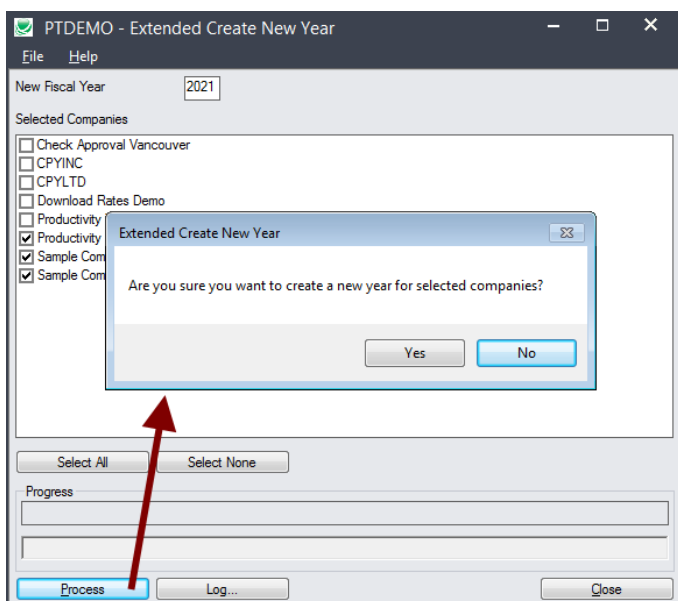 PTDEMO - Extended Create New Year
File Help
New Fiscal Year 2021
Selected Companies
Check Approval Vancouver
CPYINC
CPYLTD
Download Rates Demo
Productivity
Productivity
Sample Com
Sample Com
Extended Create New Year
Are you sure you want to create a new year for selected companies?
Yes No
Select All Select None
Progress
Process Log... Close